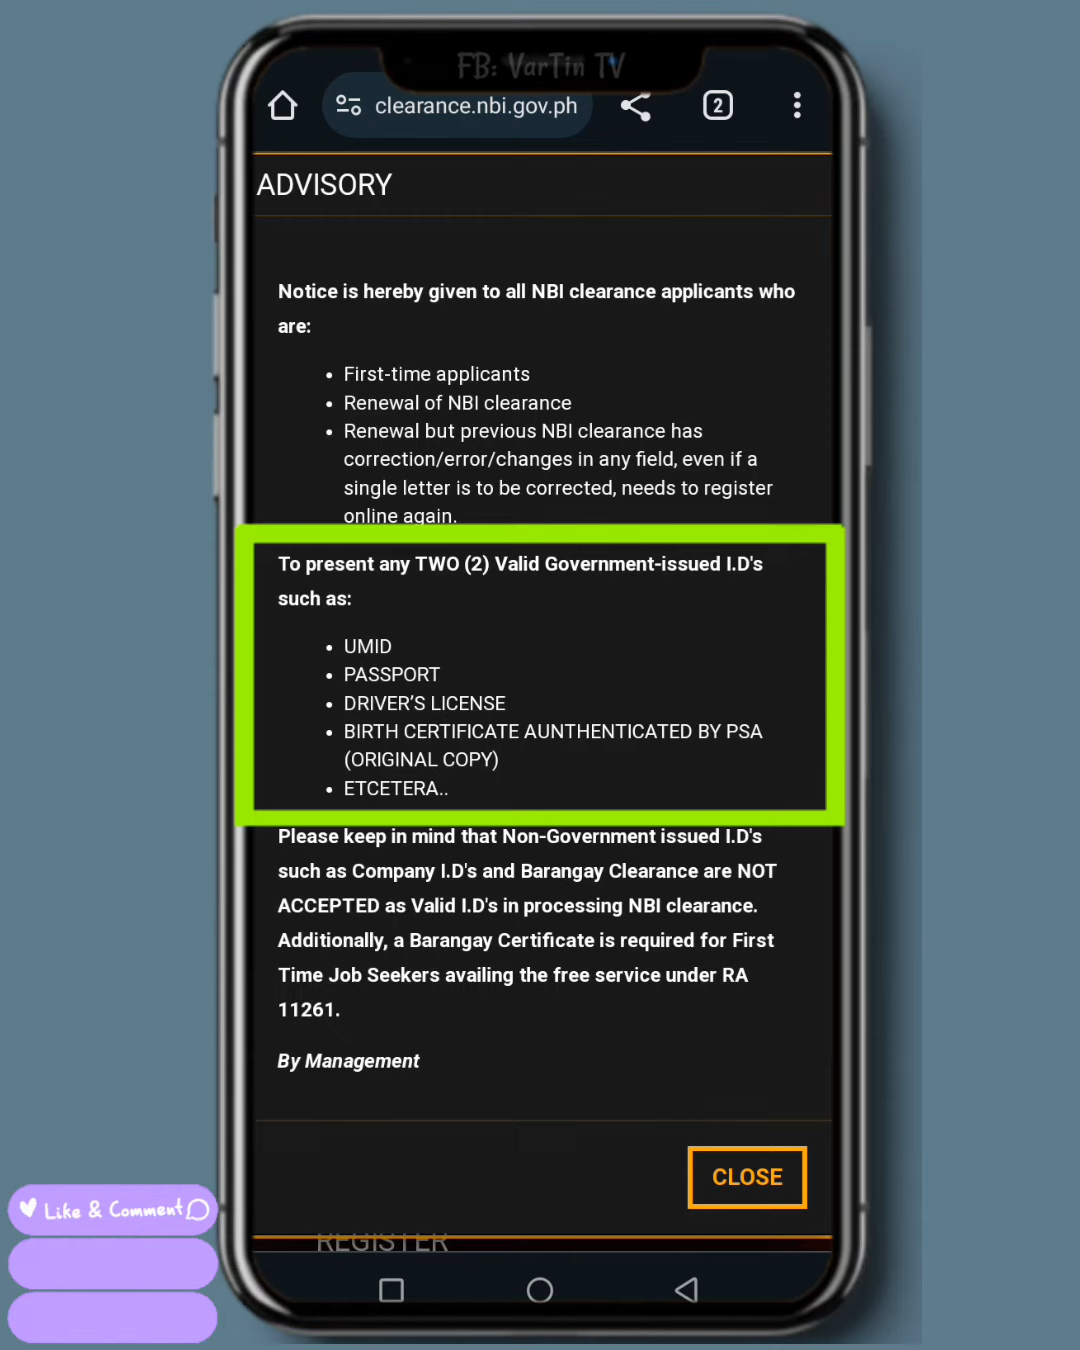 FB: VarTin TV
clearance.nbi.gov.ph
2
ADVISORY
Notice is hereby given to all NBI clearance applicants who
are:
• First-time applicants
• Renewal of NBI clearance
• Renewal but previous NBI clearance has
correction/error/changes in any field, even if a
single letter is to be corrected, needs to register
online again.
To present any TWO (2) Valid Government-issued I.D's
such as:
• UMID
• PASSPORT
• DRIVER’S LICENSE
• BIRTH CERTIFICATE AUNTHENTICATED BY PSA
(ORIGINAL COPY)
• ETCETERA..
Please keep in mind that Non-Government issued I.D's
such as Company I.D's and Barangay Clearance are NOT
ACCEPTED as Valid I.D's in processing NBI clearance.
Additionally, a Barangay Certificate is required for First
Time Job Seekers availing the free service under RA
11261.
By Management
CLOSE
Like & Comment
REGISTER